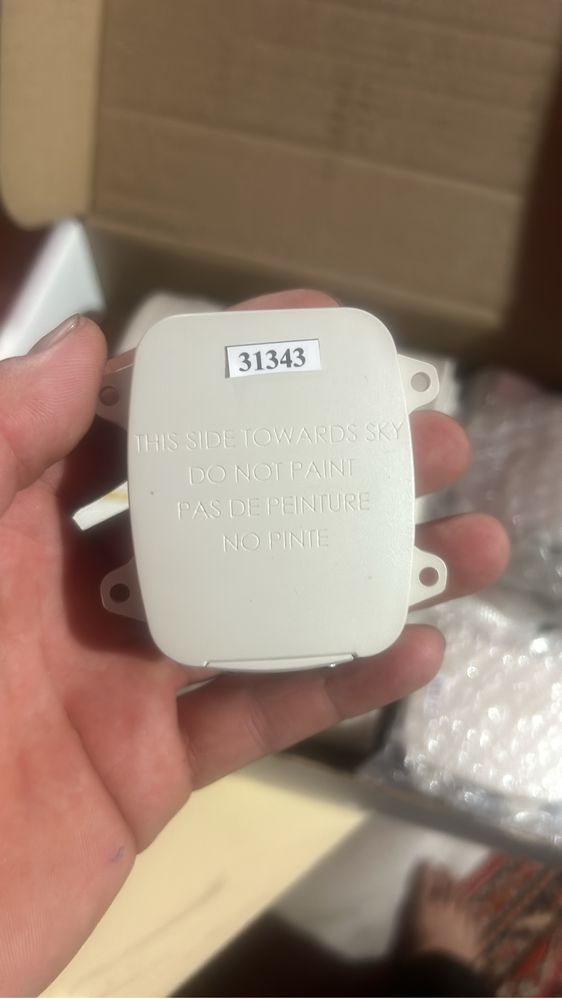 31343
THIS SIDE TOWARDS SKY
DO NOT PAINT
PAS DE PEINTURE
NO PINTE